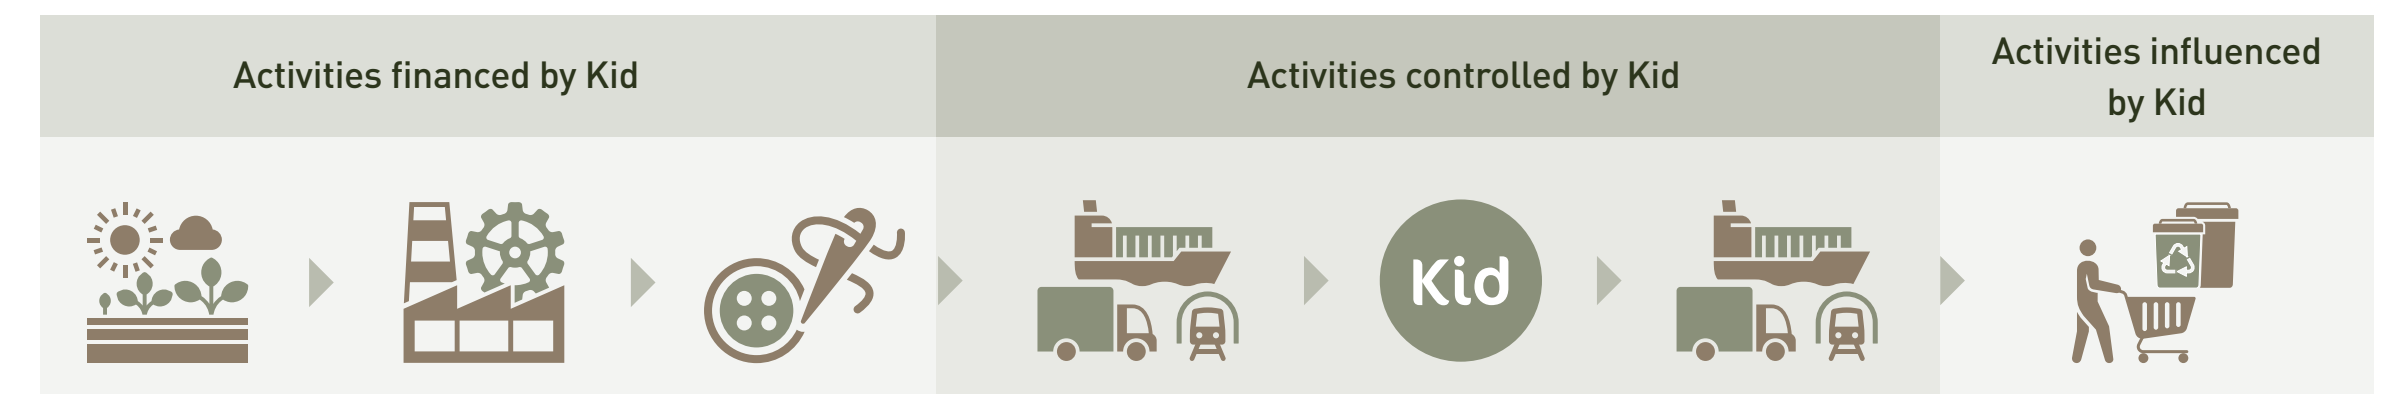 Activities financed by Kid
Activities controlled by Kid
Activities influenced
by Kid
Kid